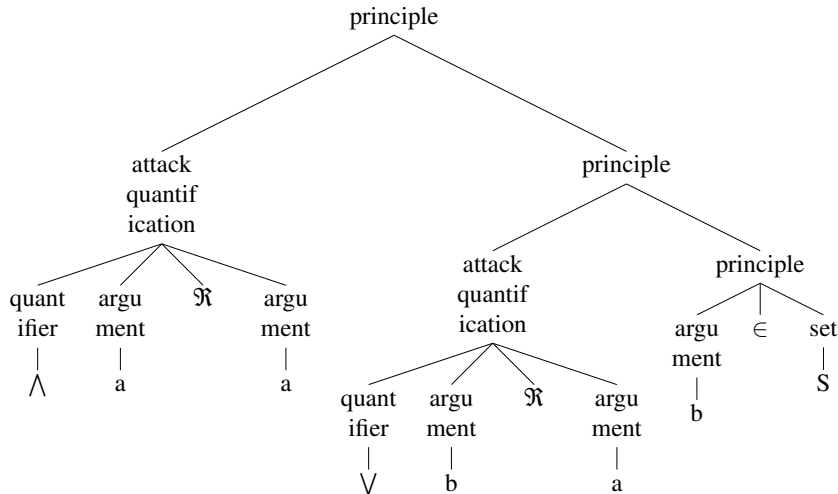 principle
attack
quantif
ication
principle
quant
ifier
argu
ment
ℜ
argu
ment
⋀
a
a
attack
quantif
ication
principle
quant
ifier
argu
ment
ℜ
argu
ment
⋁
b
a
argu
ment
∈
set
b
S